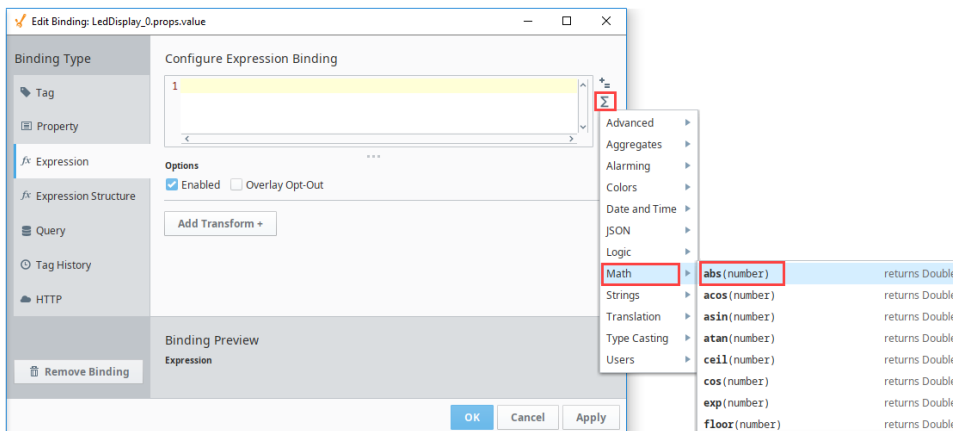 Edit Binding: LedDisplay_0.props.value
Binding Type
Tag
Property
fx Expression
fx Expression Structure
Query
Tag History
HTTP
Remove Binding
Configure Expression Binding
1
Options
Enabled
Overlay Opt-Out
Add Transform +
Binding Preview
Expression
OK
Cancel
Apply
Σ
Advanced
Aggregates
Alarming
Colors
Date and Time
JSON
Logic
Math
Strings
Translation
Type Casting
Users
abs(number) returns Double
acos(number) returns Double
asin(number) returns Double
atan(number) returns Double
ceil(number) returns Double
cos(number) returns Double
exp(number) returns Double
floor(number) returns Double